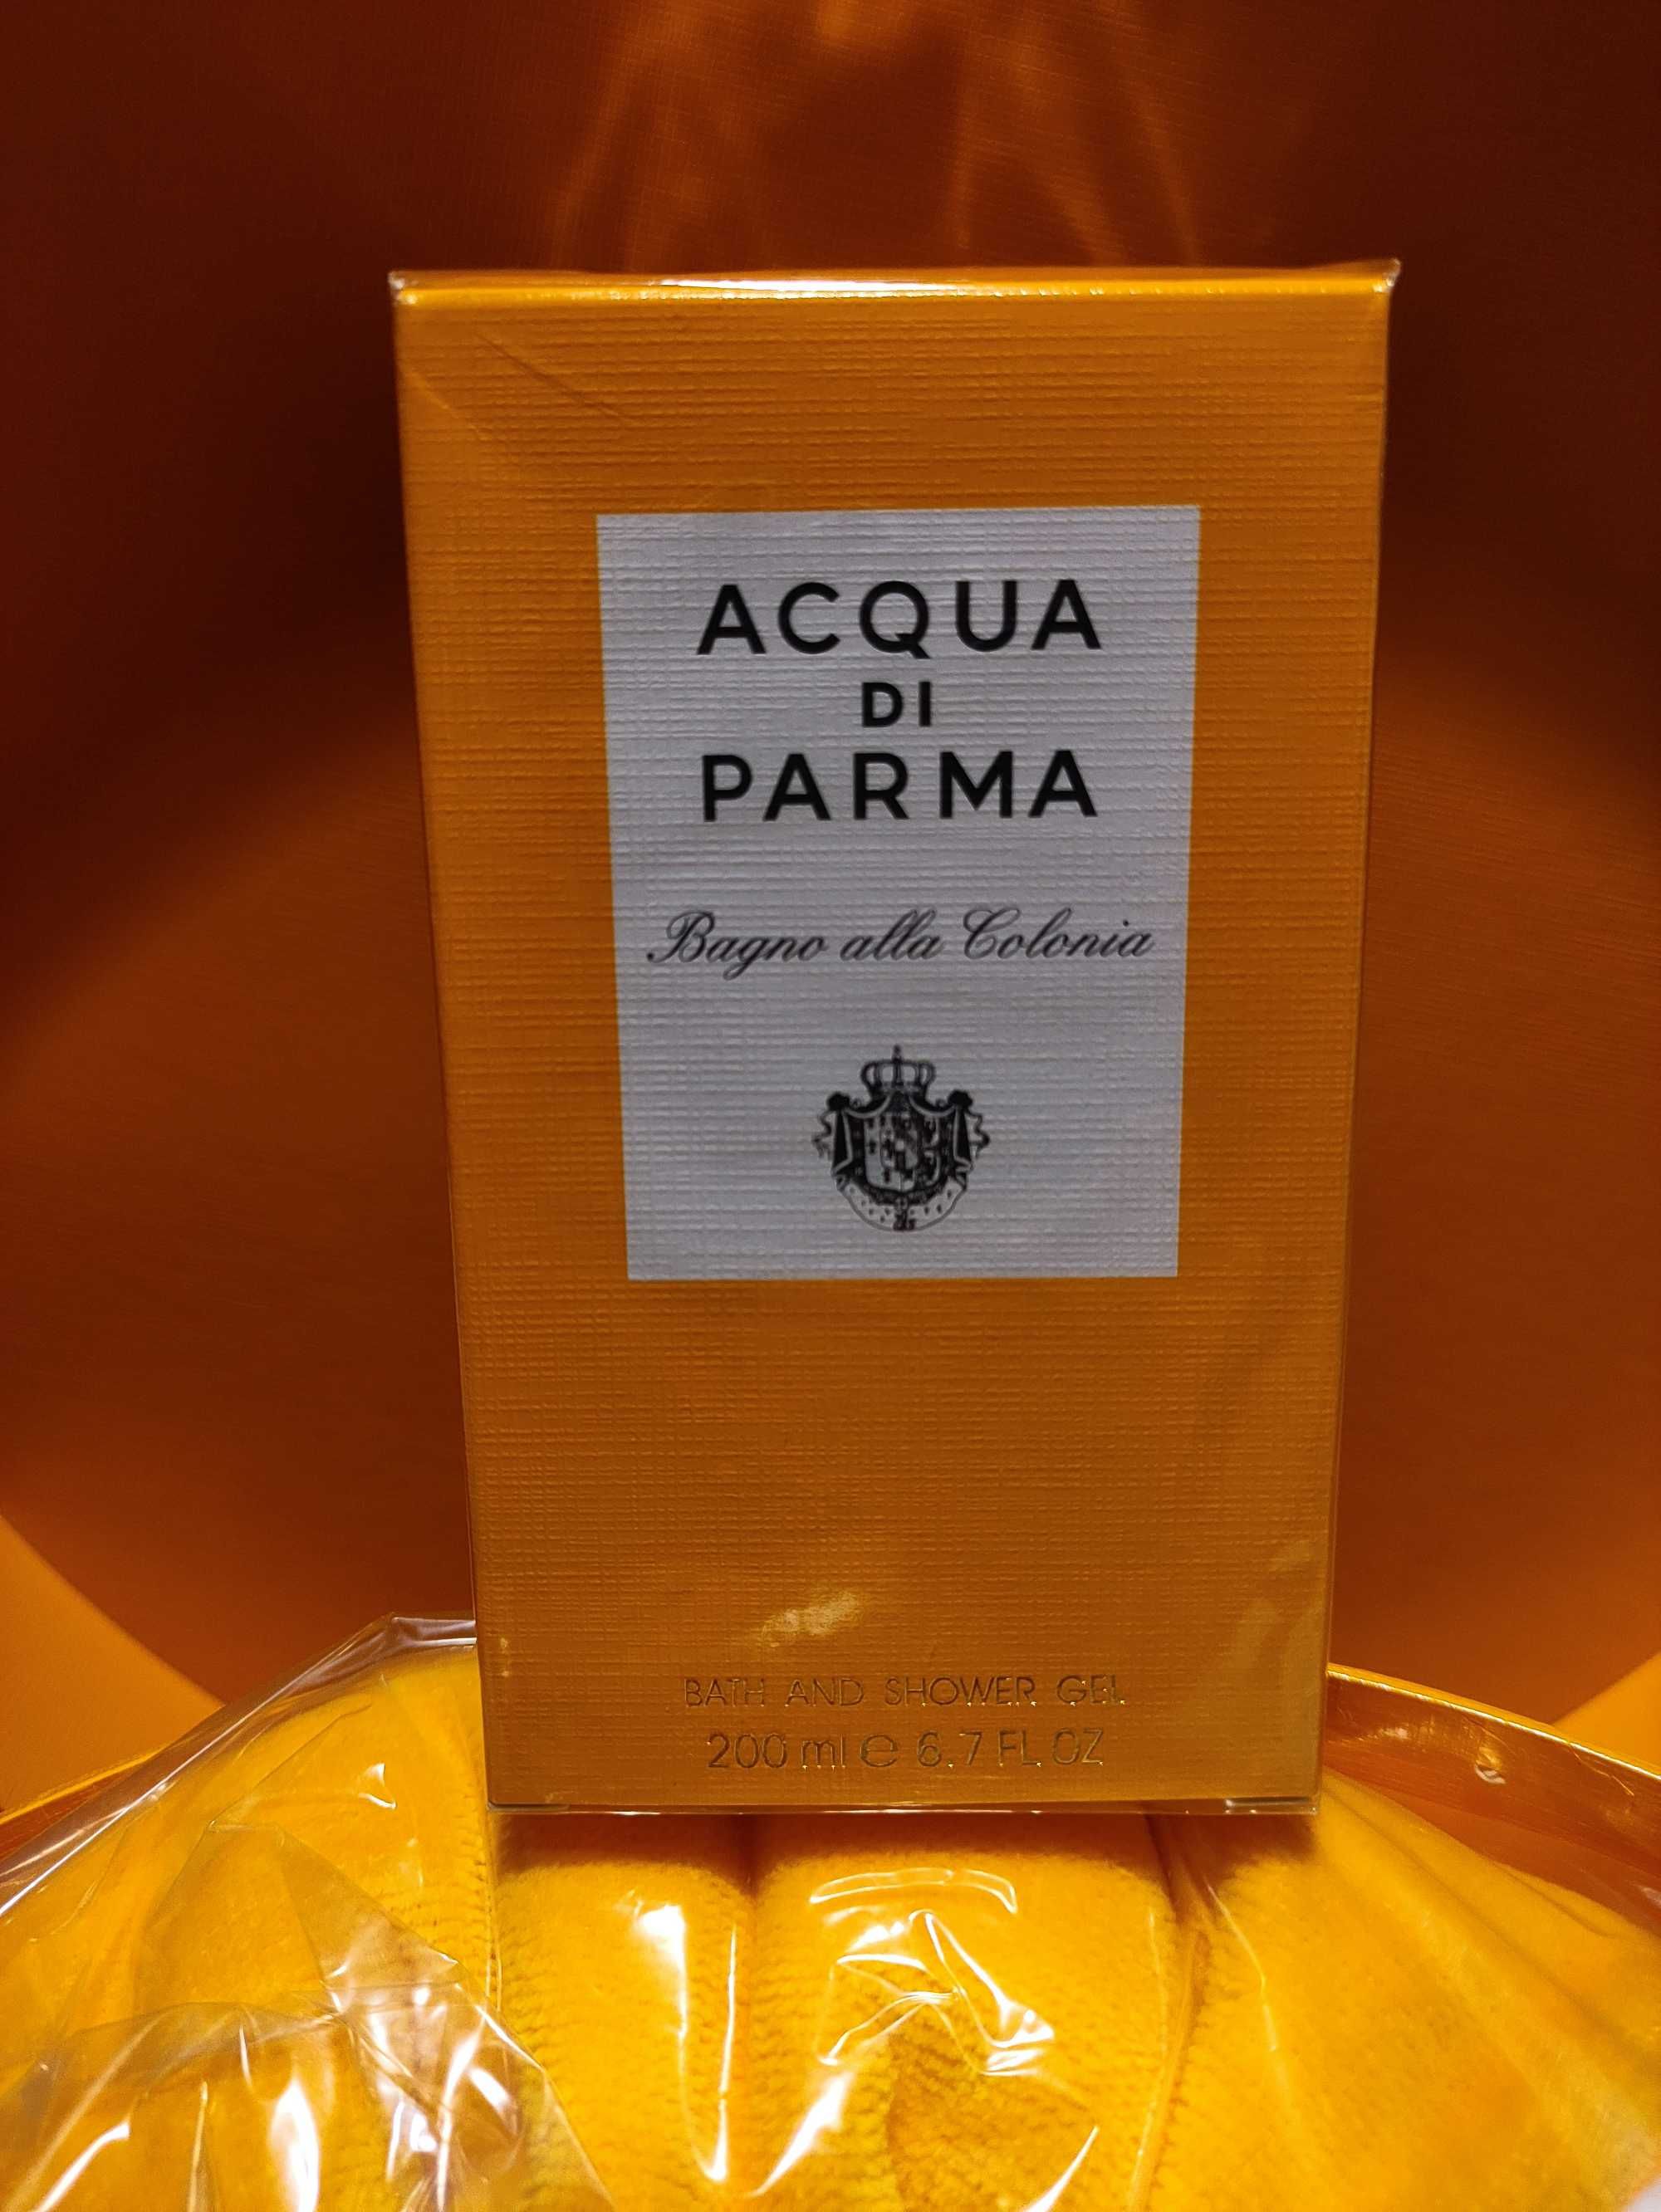 ACQUA
DI
PARMA
Bagno alla Colonia
BATH AND SHOWER GEL
200 ml e 6.7 FL OZ